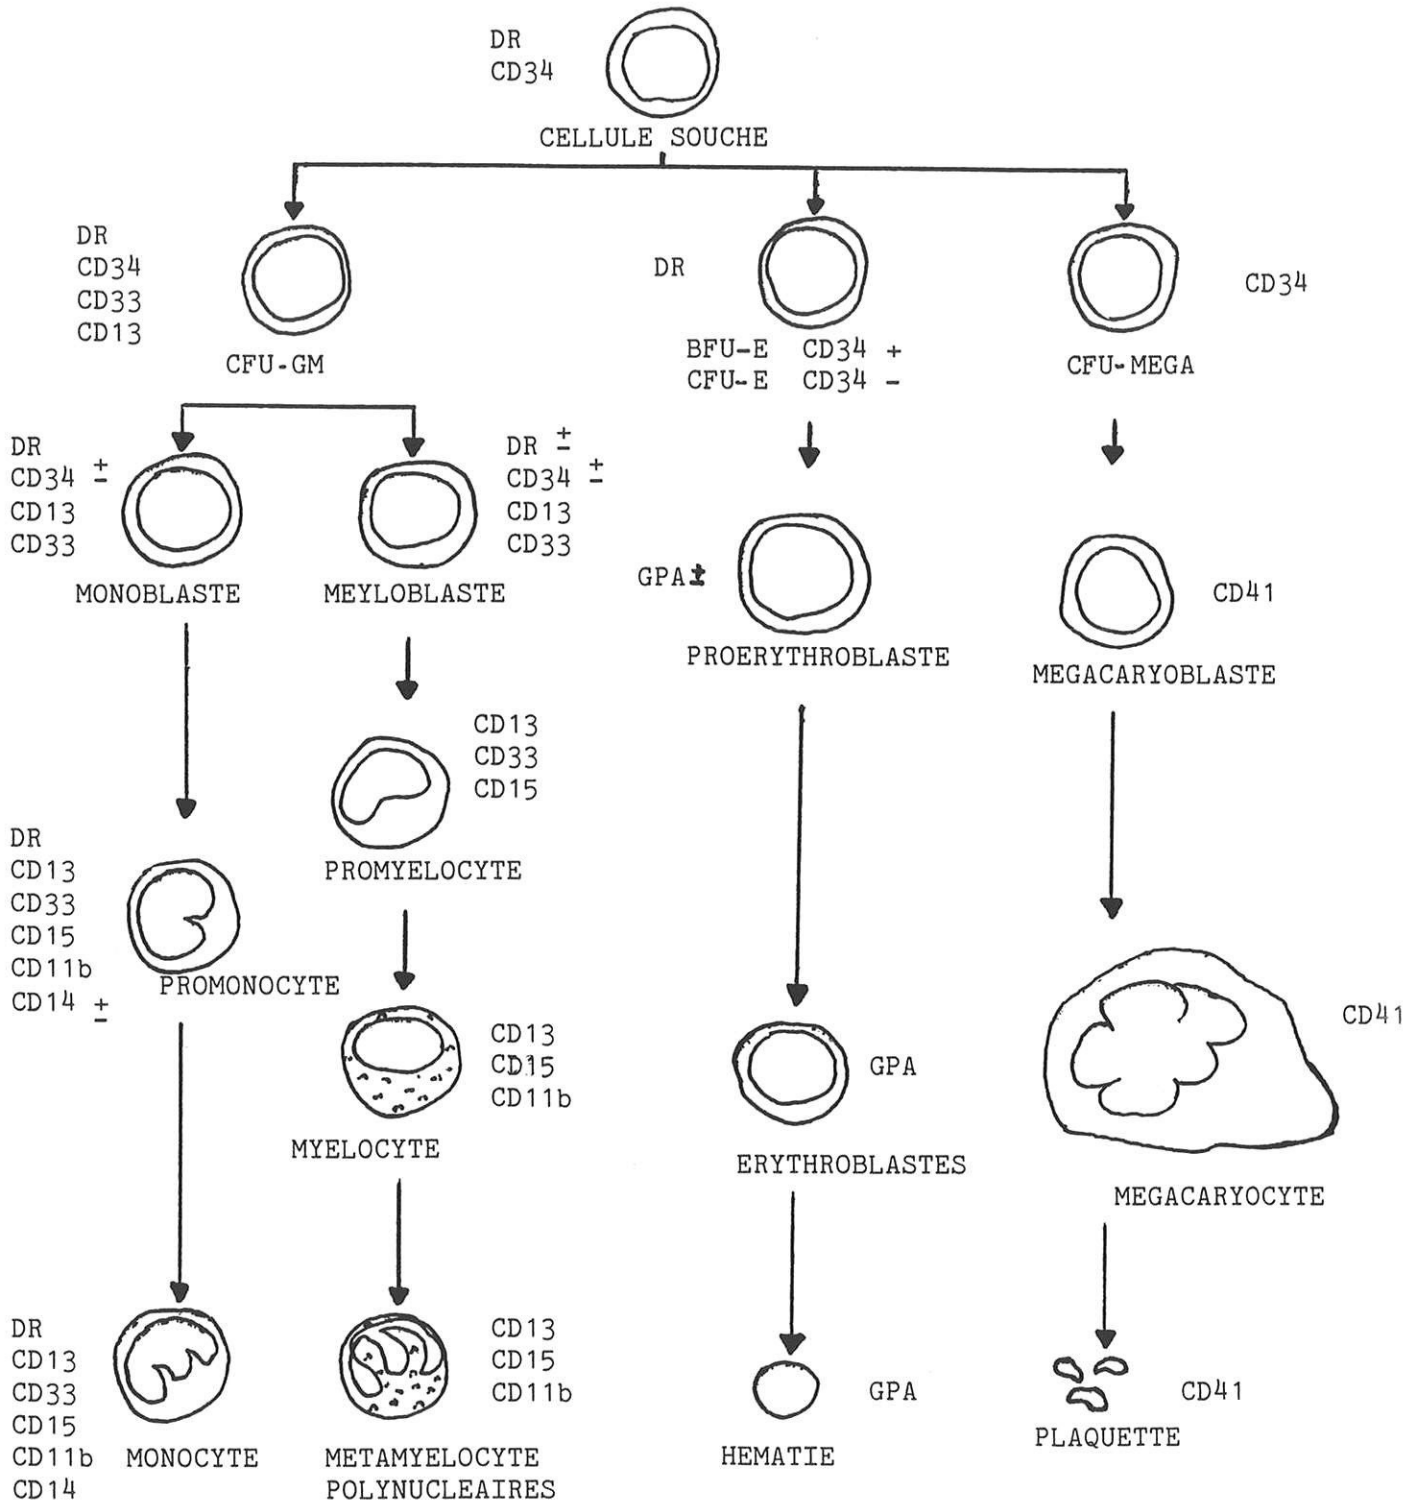 DR
CD34
CELLULE SOUCHE
DR
CD34
CD33
CD13
CFU-GM
DR
BFU-E CD34 +
CFU-E CD34 -
CD34
CFU-MEGA
DR
CD34 ±
CD13
CD33
MONOBLASTE
DR ±
CD34 ±
CD13
CD33
MEYLOBLASTE
GPA±
PROERYTHROBLASTE
CD41
MEGACARYOBLASTE
CD13
CD33
CD15
PROMYELOCYTE
DR
CD13
CD33
CD15
CD11b
CD14 ±
PROMONOCYTE
CD13
CD15
CD11b
MYELOCYTE
GPA
ERYTHROBLASTES
CD41
MEGACARYOCYTE
DR
CD13
CD33
CD15
CD11b
CD14
MONOCYTE
CD13
CD15
CD11b
METAMYELOCYTE
POLYNUCLEAIRES
GPA
HEMATIE
CD41
PLAQUETTE